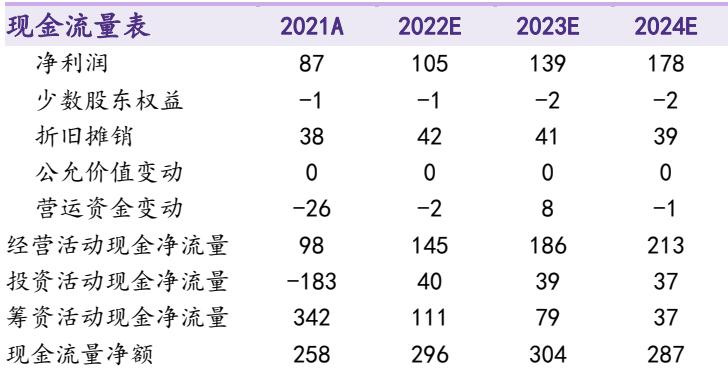 现金流量表 2021A 2022E 2023E 2024E
净利润 87 105 139 178
少数股东权益 -1 -1 -2 -2
折旧摊销 38 42 41 39
公允价值变动 0 0 0 0
营运资金变动 -26 -2 8 -1
经营活动现金净流量 98 145 186 213
投资活动现金净流量 -183 40 39 37
筹资活动现金净流量 342 111 79 37
现金流量净额 258 296 304 287